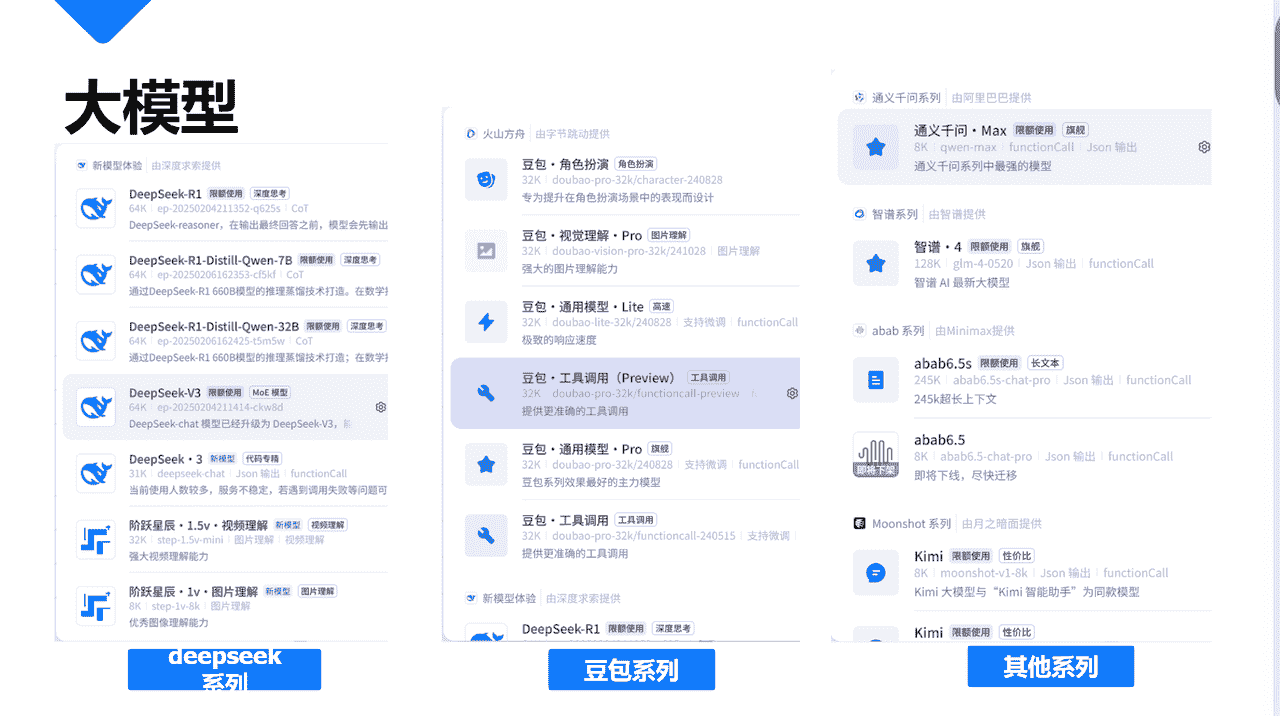 大模型
新模型体验 由深度求索提供
DeepSeek-R1 限额使用 深度思考
64K ep-20250204211352-q625s CoT
DeepSeek-reasoner，在输出最终回答之前，模型会先输出
DeepSeek-R1-Distill-Qwen-7B 限额使用 深度思考
64K ep-20250206162353-cf5kf CoT
通过DeepSeek-R1 660B模型的推理蒸馏技术打造。在数学
DeepSeek-R1-Distill-Qwen-32B 限额使用 深度思考
64K ep-20250206162425-t5m5w CoT
通过DeepSeek-R1 660B模型的推理蒸馏技术打造；在数学
DeepSeek-V3 限额使用 MoE 模型
64K ep-20250204211414-ckw8d
DeepSeek-chat 模型已经升级为 DeepSeek-V3，
DeepSeek·3 新模型 代码专精
31K deepseek-chat Json 输出 functionCall
当前使用人数较多，服务不稳定，若遇到调用失败等问题可
阶跃星辰·1.5v·视频理解 新模型 视频理解
32K step-1.5v-mini 图片理解 视频理解
强大视频理解能力
阶跃星辰·1v·图片理解 新模型 图片理解
8K step-1v-8k 图片理解
优秀图像理解能力
deepseek
系列
火山方舟 由字节跳动提供
豆包·角色扮演 角色扮演
32K doubao-pro-32k/character-240828
专为提升在角色扮演场景中的表现而设计
豆包·视觉理解·Pro 图片理解
32K doubao-vision-pro-32k/241028 图片理解
强大的图片理解能力
豆包·通用模型·Lite 高速
32K doubao-lite-32k/240828 支持微调 functionCall
极致的响应速度
豆包·工具调用（Preview） 工具调用
32K doubao-pro-32k/functioncall-preview
提供更准确的工具调用
豆包·通用模型·Pro 旗舰
32K doubao-pro-32k/240828 支持微调 functionCall
豆包系列效果最好的主力模型
豆包·工具调用 工具调用
32K doubao-pro-32k/functioncall-240515 支持微调
提供更准确的工具调用
新模型体验 由深度求索提供
DeepSeek-R1 限额使用 深度思考
豆包系列
通义千问系列 由阿里巴巴提供
通义千问·Max 限额使用 旗舰
8K qwen-max functionCall Json 输出
通义千问系列中最强的模型
智谱系列 由智谱提供
智谱·4 限额使用 旗舰
128K glm-4-0520 Json 输出 functionCall
智谱 AI 最新大模型
abab 系列 由Minimax提供
abab6.5s 限额使用 长文本
245K abab6.5s-chat-pro Json 输出 functionCall
245k超长上下文
abab6.5
8K abab6.5-chat-pro Json 输出 functionCall
即将下架
即将下线，尽快迁移
Moonshot 系列 由月之暗面提供
Kimi 限额使用 性价比
8K moonshot-v1-8k Json 输出 functionCall
Kimi 大模型与“Kimi 智能助手”为同款模型
Kimi 限额使用 性价比
其他系列